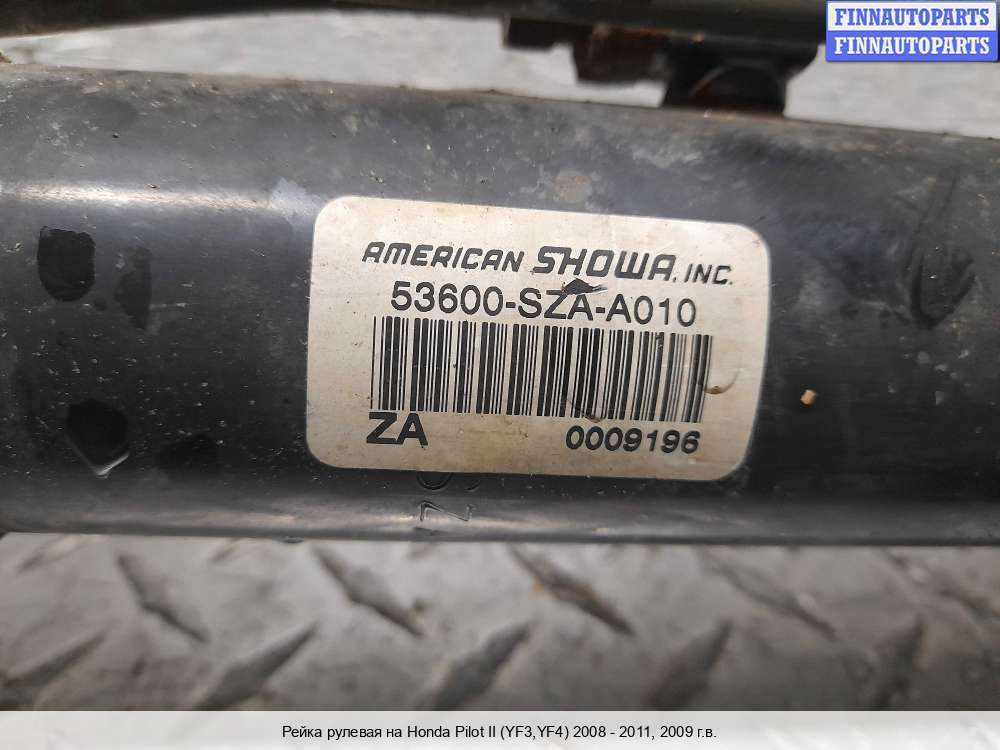 FINNAUTOPARTS
FINNAUTOPARTS
AMERICAN SHOWA, INC.
53600-SZA-A010
ZA 0009196
Рейка рулевая на Honda Pilot II (YF3,YF4) 2008 - 2011, 2009 г.в.